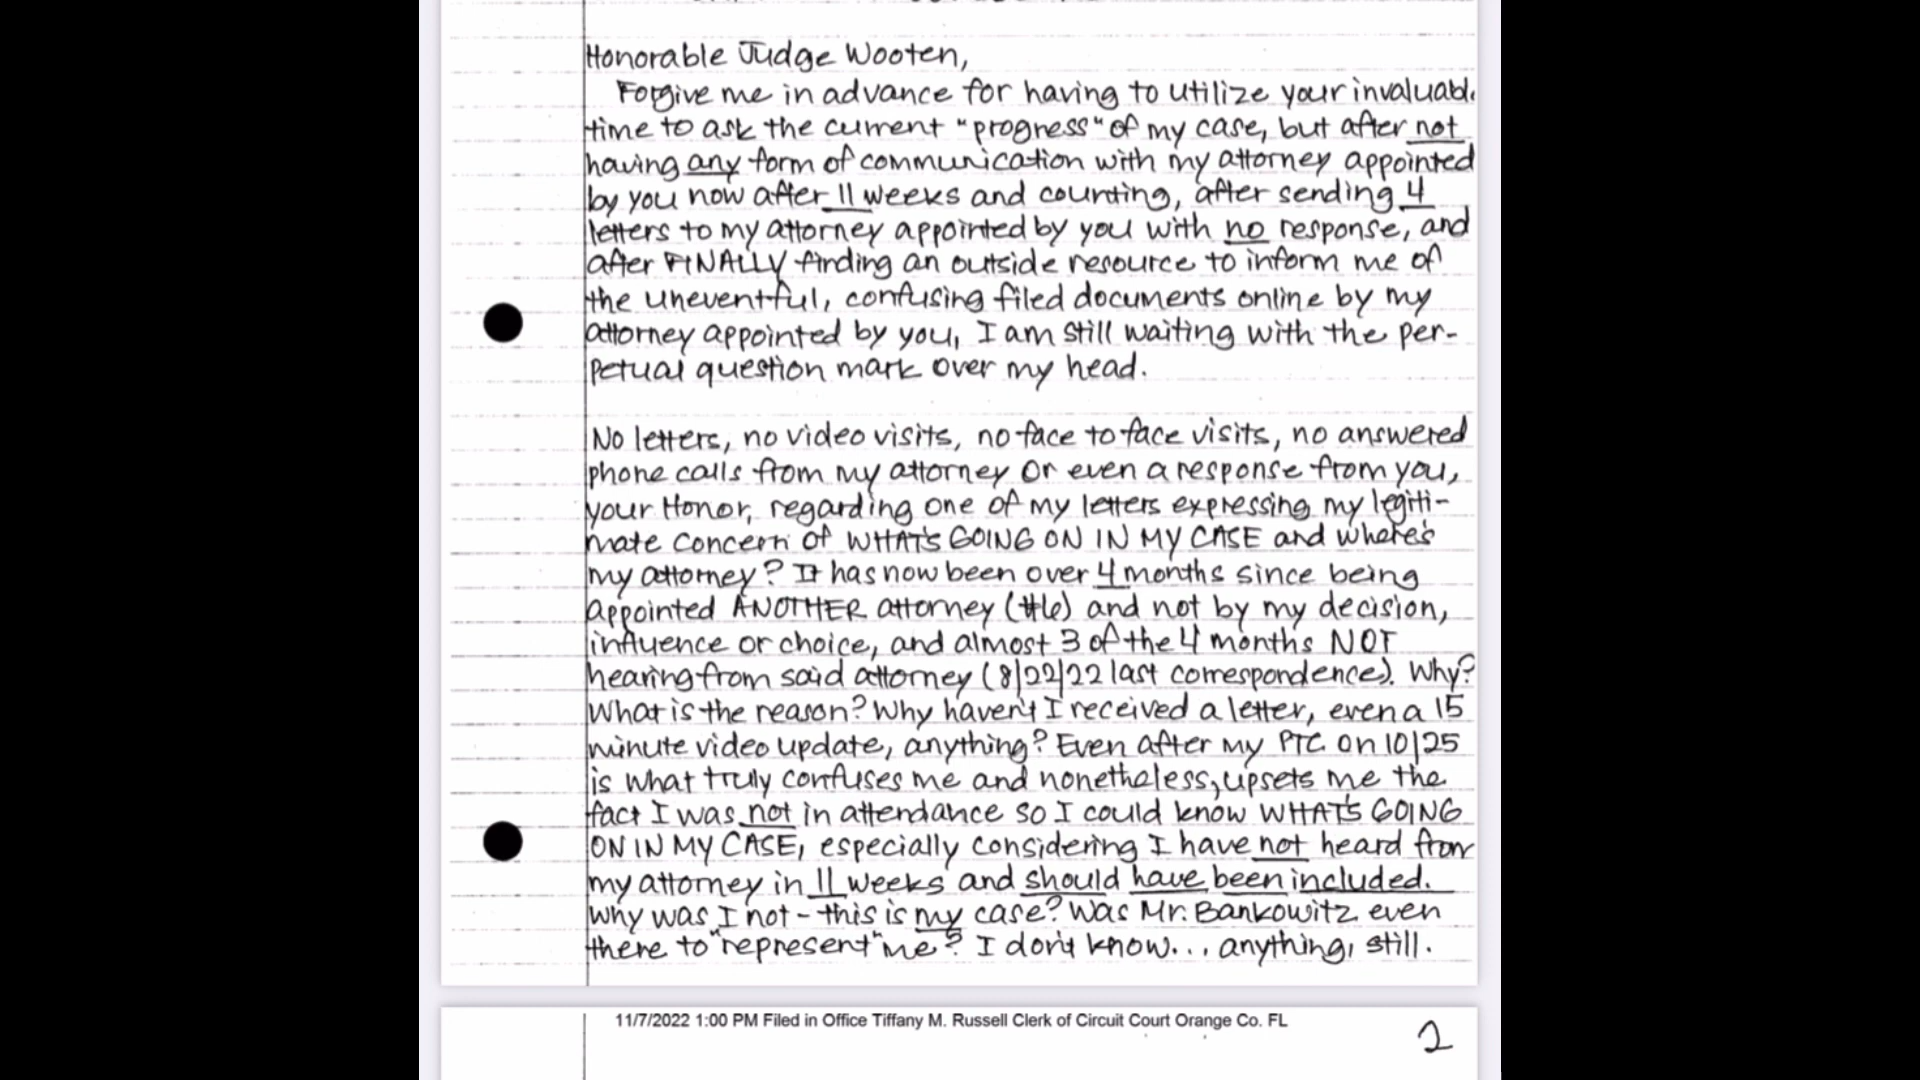 Honorable Judge Wooten,
Forgive me in advance for having to utilize your invaluabl
time to ask the current "progress" of my case, but after not
having any form of communication with my attorney appointed
by you now after 11 weeks and counting, after sending 4
letters to my attorney appointed by you with no response, and
after FINALLY finding an outside resource to inform me of
the uneventful, confusing filed documents online by my
attorney appointed by you, I am still waiting with the per-
petual question mark over my head.
No letters, no video visits, no face to face visits, no answered
phone calls from my attorney or even a response from you,
your Honor, regarding one of my letters expressing my legiti-
mate concern of WHAT'S GOING ON IN MY CASE and where's
my attorney? It has now been over 4 months since being
appointed ANOTHER attorney (#6) and not by my decision,
influence or choice, and almost 3 of the 4 months NOT
hearing from said attorney (8/22/22 last correspondence). Why?
What is the reason? Why haven't I received a letter, even a 15
minute video update, anything? Even after my PTC on 10/25
is what truly confuses me and nonetheless, upsets me the
fact I was not in attendance so I could know WHAT'S GOING
ON IN MY CASE, especially considering I have not heard from
my attorney in 11 weeks and should have been included.
Why was I not - this is my case? Was Mr. Bankowitz even
there to "represent" me? I don't know... anything, still.
11/7/2022 1:00 PM Filed in Office Tiffany M. Russell Clerk of Circuit Court Orange Co. FL
2